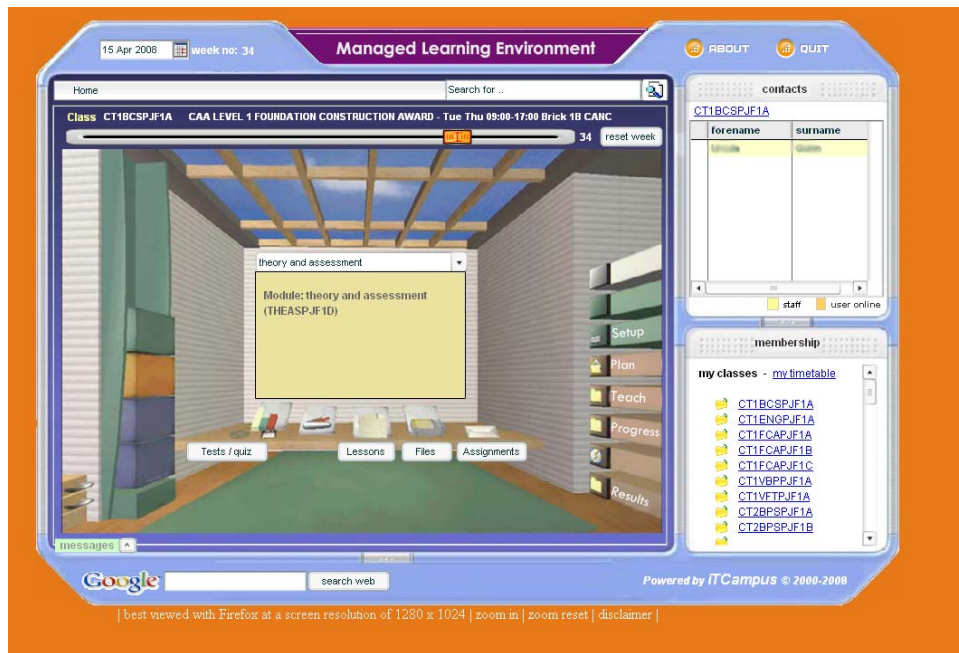 15 Apr 2008 week no: 34
Managed Learning Environment
ABOUT QUIT
Home
Search for ..
Class CT1BCSPJF1A CAA LEVEL 1 FOUNDATION CONSTRUCTION AWARD - Tue Thu 09:00-17:00 Brick 1B CANC
34 reset week
theory and assessment
Module: theory and assessment
(THEASPJF1D)
Setup
Plan
Teach
Progress
Results
Tests / quiz
Lessons
Files
Assignments
messages ^
contacts
CT1BCSPJF1A
forename surname
staff user online
membership
my classes - my timetable
CT1BCSPJF1A
CT1ENGPJF1A
CT1FCAPJF1A
CT1FCAPJF1B
CT1FCAPJF1C
CT1VBPPJF1A
CT1VFTPJF1A
CT2BPSPJF1A
CT2BPSPJF1B
Google search web
Powered by iTCampus © 2000-2008
| best viewed with Firefox at a screen resolution of 1280 x 1024 | zoom in | zoom reset | disclaimer |